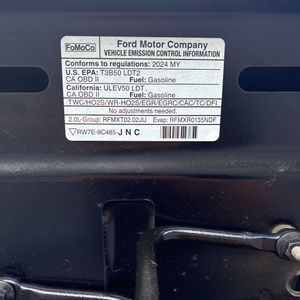 FoMoCo
Ford Motor Company
VEHICLE EMISSION CONTROL INFORMATION
Conforms to regulations: 2024 MY
U.S. EPA: T3B50 LDT2
CA OBD II Fuel: Gasoline
California: ULEV50 LDT
CA OBD II Fuel: Gasoline
TWC/HO2S/WR-HO2S/EGR/EGRC/CAC/TC/DFI
No adjustments needed.
2.0L-Group: RFMXT02.02JU Evap: RFMXR0135NDF
RW7E-9C485-JNC